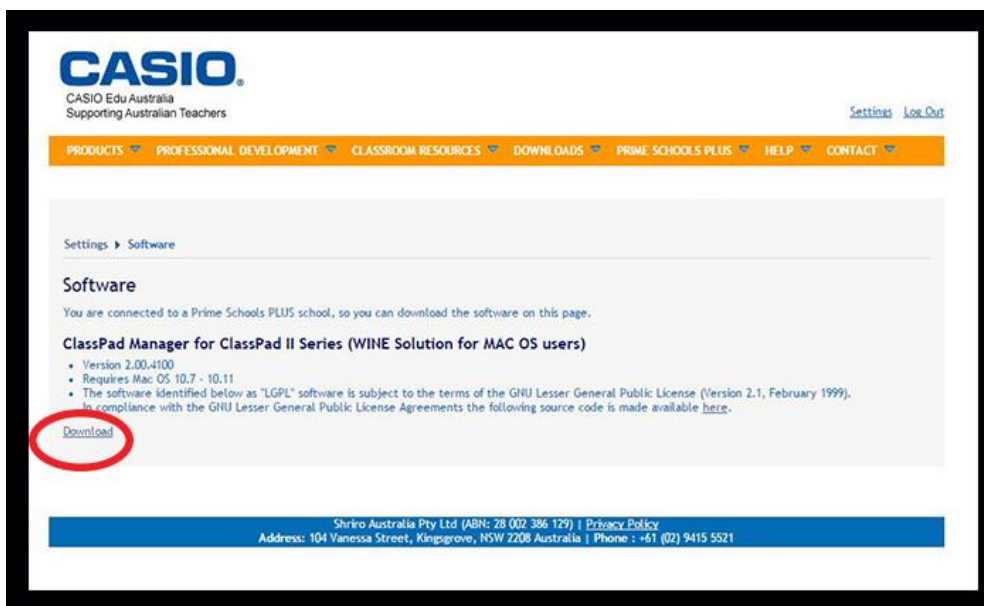 CASIO®
CASIO Edu Australia
Supporting Australian Teachers
Settings Log Out
PRODUCTS PROFESSIONAL DEVELOPMENT CLASSROOM RESOURCES DOWNLOADS PRIME SCHOOLS PLUS HELP CONTACT
Settings Software
Software
You are connected to a Prime Schools PLUS school, so you can download the software on this page.
ClassPad Manager for ClassPad II Series (WINE Solution for MAC OS users)
• Version 2.00.4100
• Requires Mac OS 10.7 - 10.11
• The software identified below as "LGPL" software is subject to the terms of the GNU Lesser General Public License (Version 2.1, February 1999).
In compliance with the GNU Lesser General Public License Agreements the following source code is made available here.
Download
Shriro Australia Pty Ltd (ABN: 28 002 386 129) | Privacy Policy
Address: 104 Vanessa Street, Kingsgrove, NSW 2208 Australia | Phone : +61 (02) 9415 5521